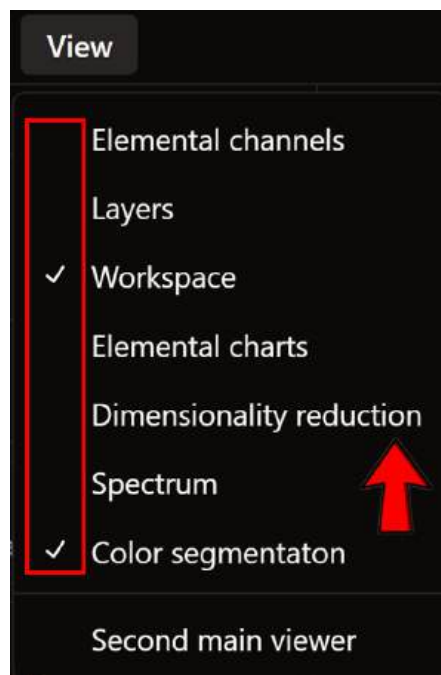 View
Elemental channels
Layers
✓ Workspace
Elemental charts
Dimensionality reduction
Spectrum
✓ Color segmentaton
Second main viewer